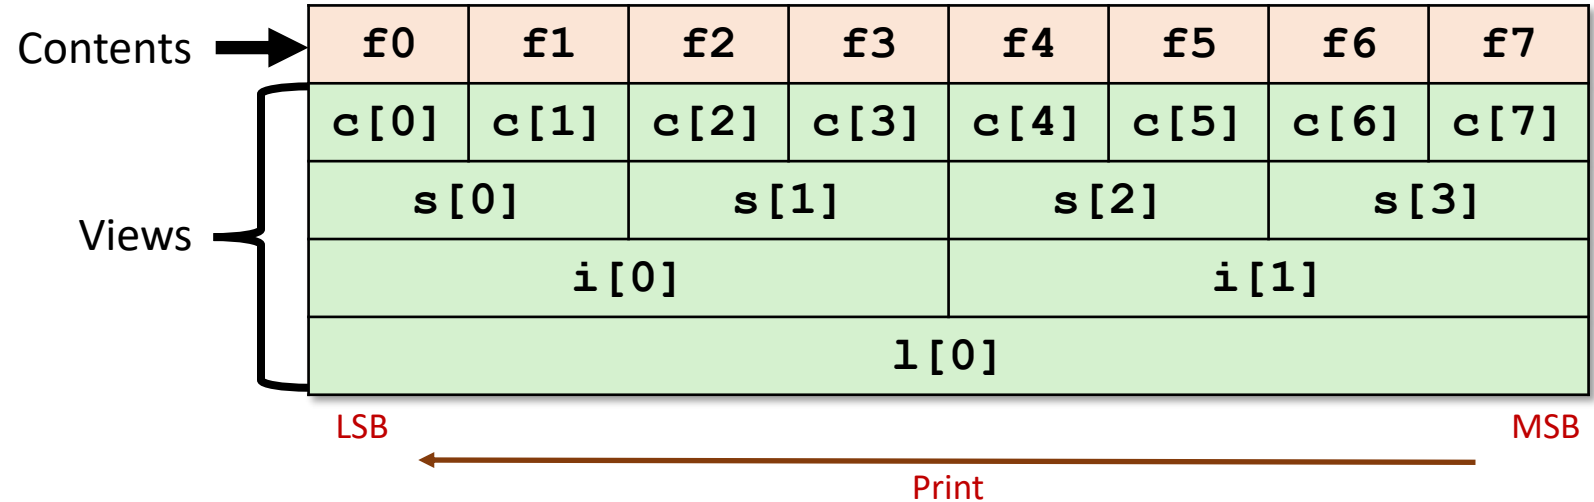 Contents f0 f1 f2 f3 f4 f5 f6 f7
c[0] c[1] c[2] c[3] c[4] c[5] c[6] c[7]
s[0] s[1] s[2] s[3]
Views
i[0] i[1]
l[0]
LSB MSB
Print